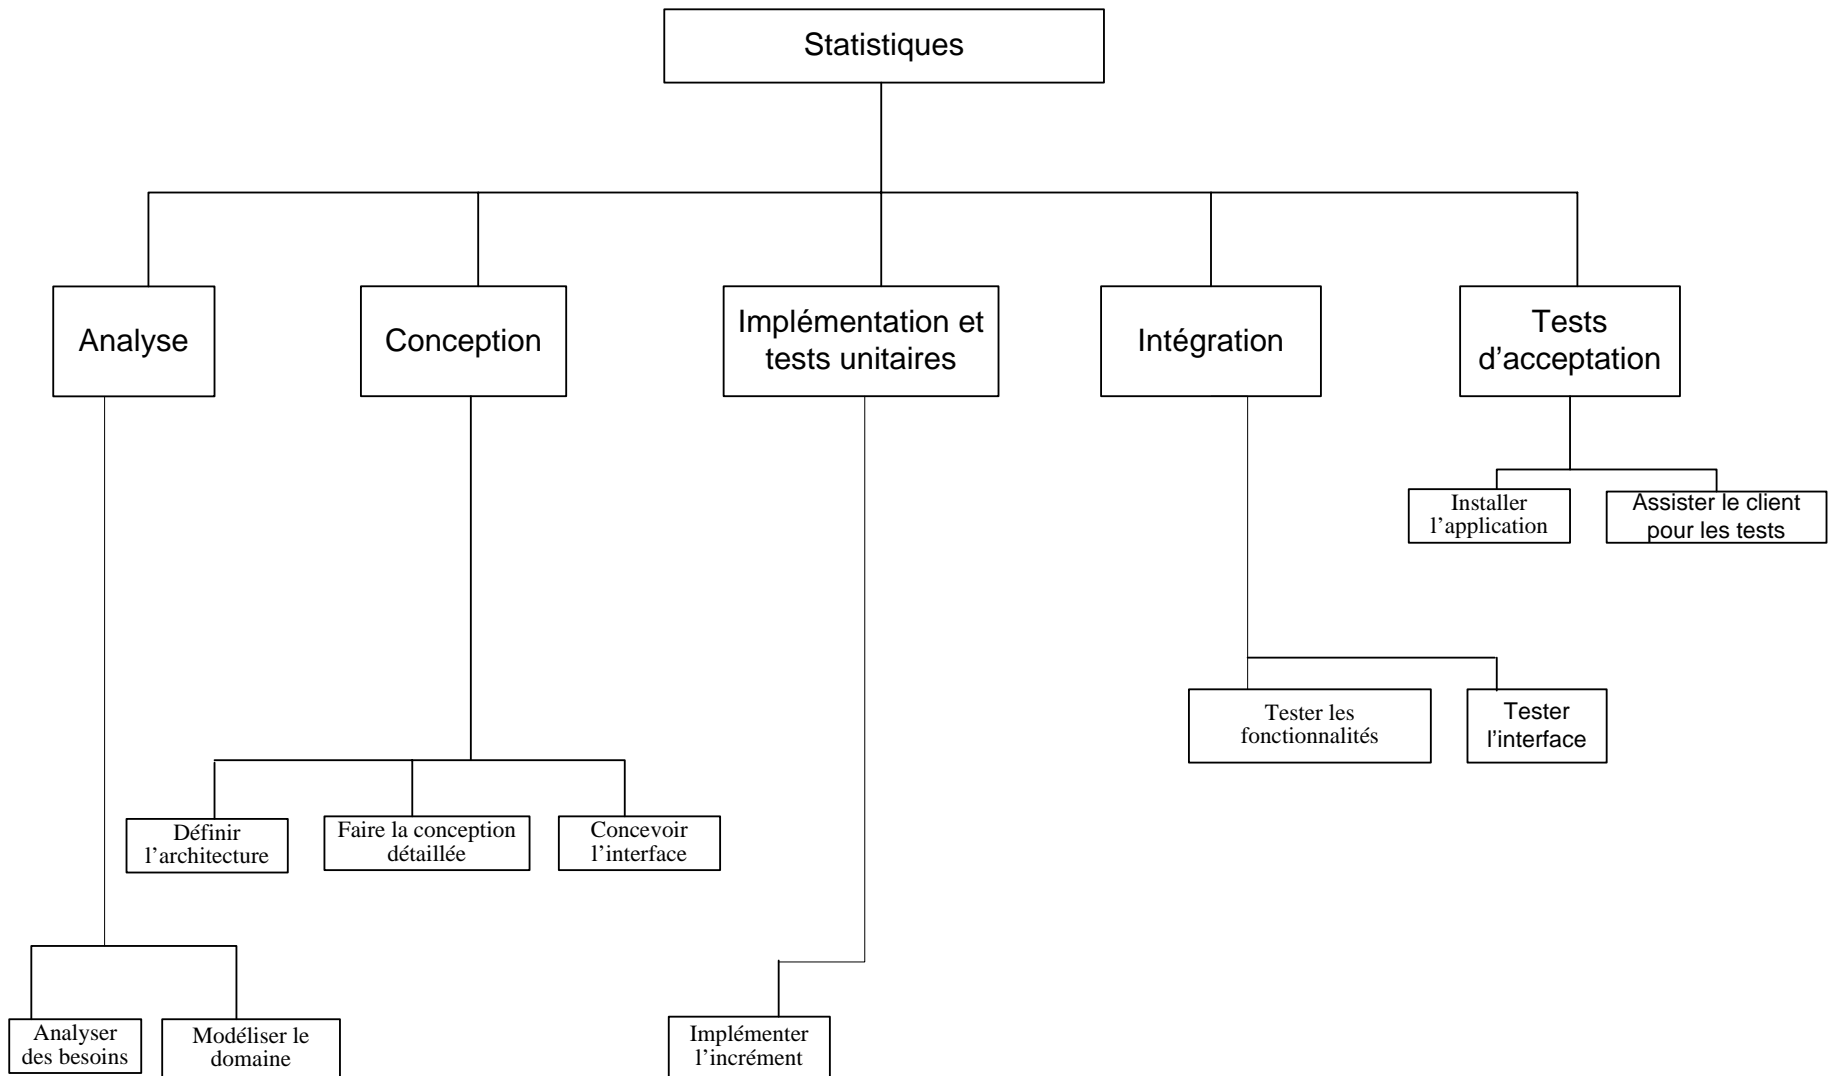 Statistiques
Analyse
Conception
Implémentation et
tests unitaires
Intégration
Tests
d’acceptation
Installer
l’application
Assister le client
pour les tests
Tester les
fonctionnalités
Tester
l’interface
Définir
l’architecture
Faire la conception
détaillée
Concevoir
l’interface
Analyser
des besoins
Modéliser le
domaine
Implémenter
l’incrément